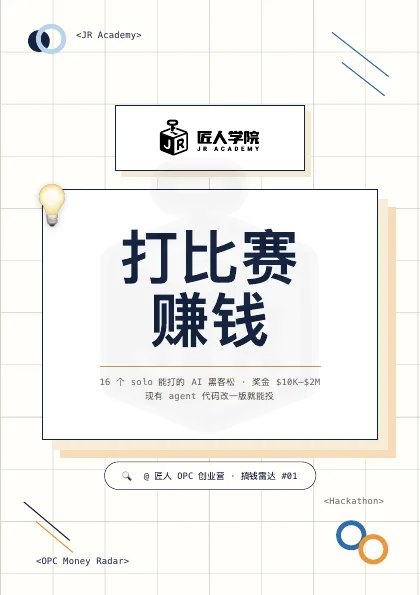 <JR Academy>
JR
匠人学院
JR ACADEMY
打比赛
赚钱
16 个 solo 能打的 AI 黑客松 · 奖金 $10K—$2M
现有 agent 代码改一版就能投
@ 匠人 OPC 创业营 · 搞钱雷达 #01
<Hackathon>
<OPC Money Radar>